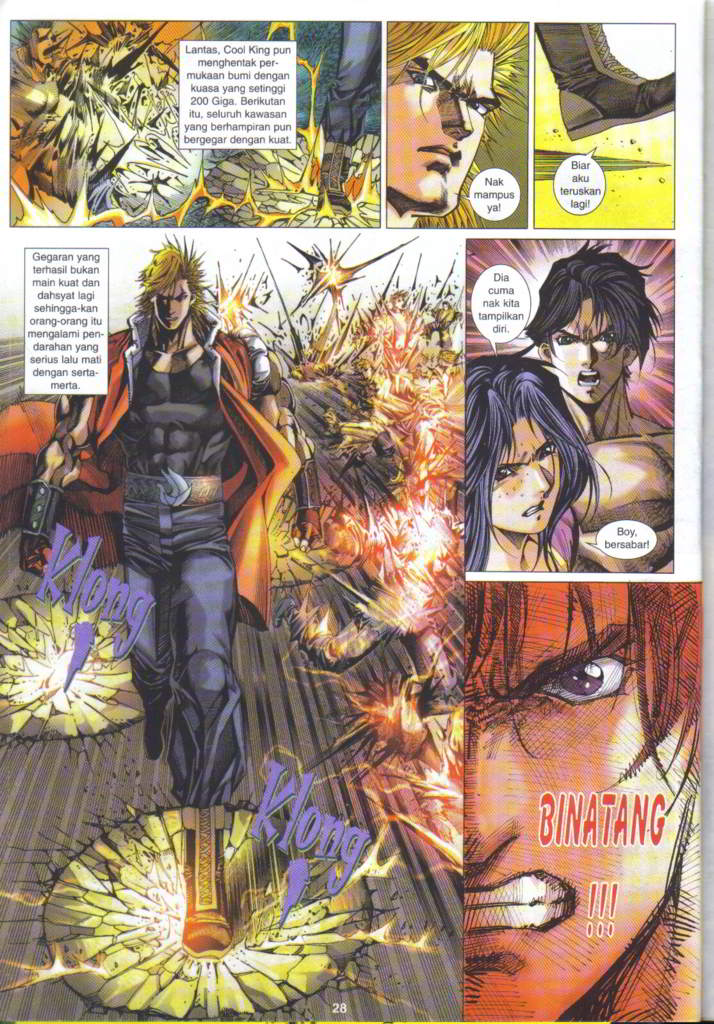 Lantas, Cool King pun
menghentak per-
mukaan bumi dengan
kuasa yang setinggi
200 Giga. Berikutan
itu, seluruh kawasan
yang berhampiran pun
bergegar dengan kuat.
Nak
mampus
ya!
Biar
aku
teruskan
lagi!
Gegaran yang
terhasil bukan
main kuat dan
dahsyat lagi
sehingga-kan
orang-orang itu
mengalami pen-
darahan yang
serius lalu mati
dengan serta-
merta.
Dia
cuma
nak kita
tampilkan
diri.
Boy,
bersabar!
Klong
!
Klong
!
BINATANG
!!!
28